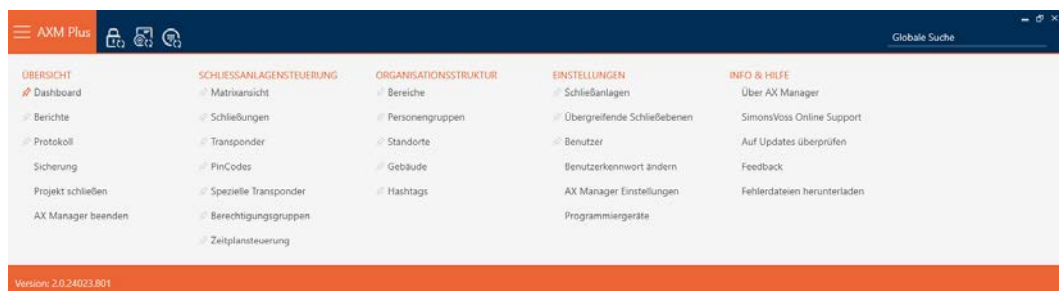 AXM Plus
Globale Suche
ÜBERSICHT
Dashboard
Berichte
Protokoll
Sicherung
Projekt schließen
AX Manager beenden
SCHLIESSANLAGENSTEUERUNG
Matrixansicht
Schließungen
Transponder
PinCodes
Spezielle Transponder
Berechtigungsgruppen
Zeitplansteuerung
ORGANISATIONSSTRUKTUR
Bereiche
Personengruppen
Standorte
Gebäude
Hashtags
EINSTELLUNGEN
Schließanlagen
Übergreifende Schließebenen
Benutzer
Benutzerkennwort ändern
AX Manager Einstellungen
Programmiergeräte
INFO & HILFE
Über AX Manager
SimonsVoss Online Support
Auf Updates überprüfen
Feedback
Fehlerdateien herunterladen
Version: 2.0.24023.801